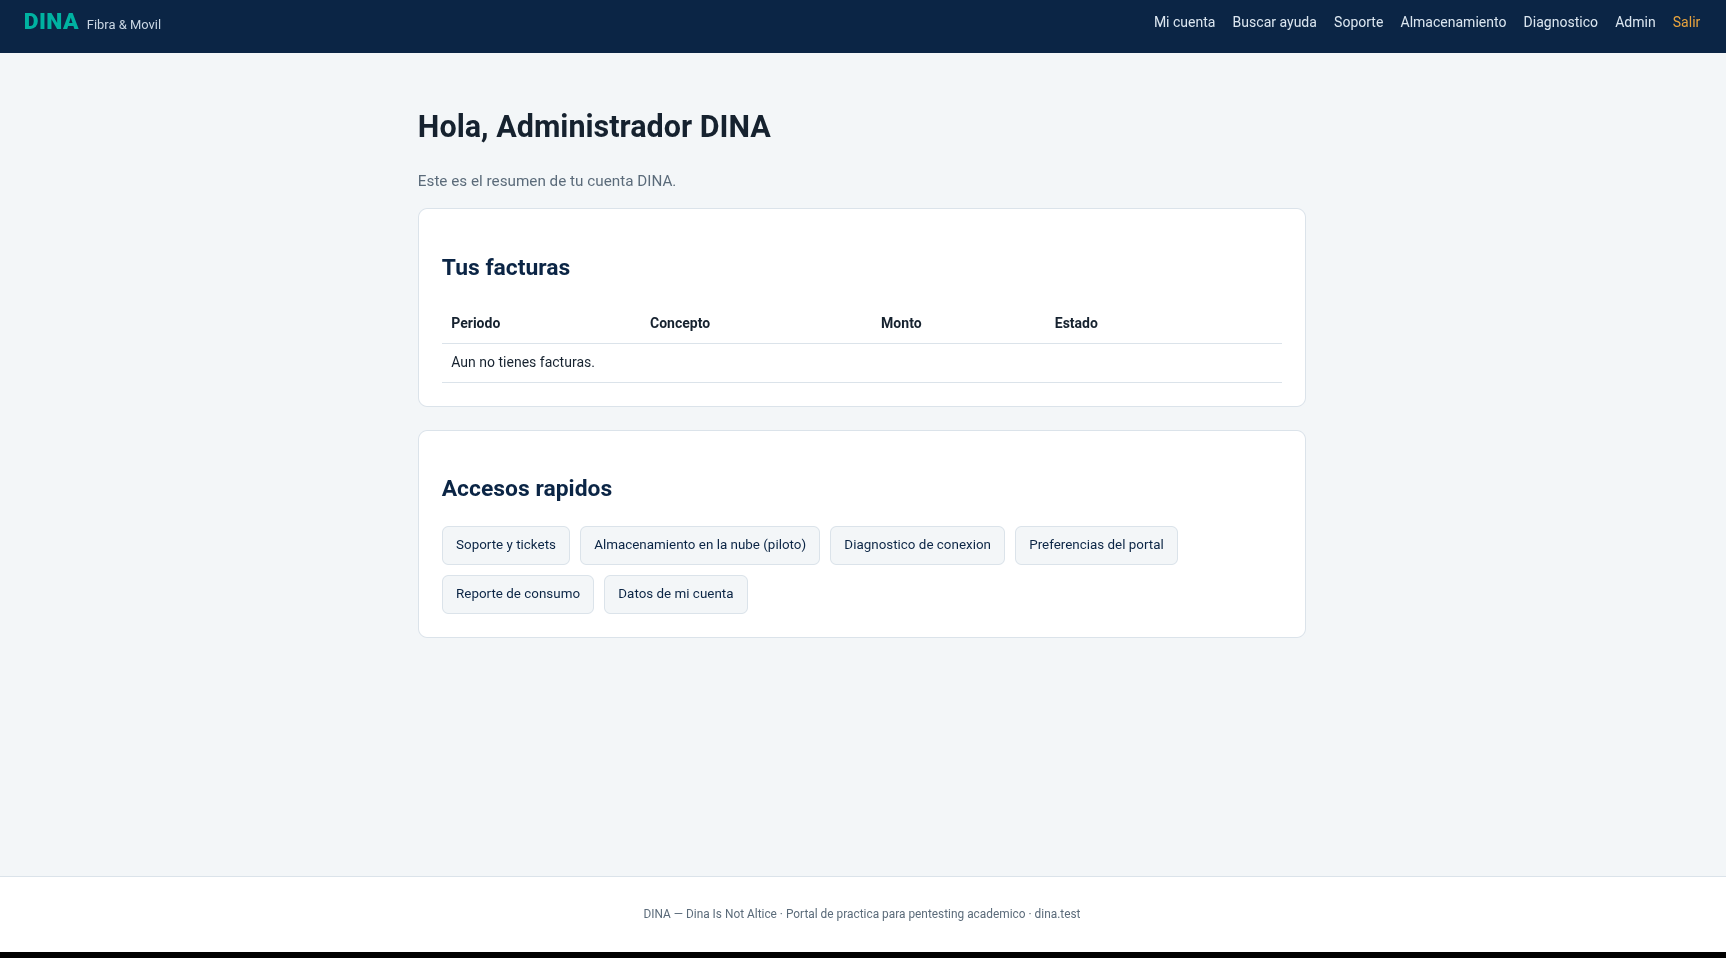 DINA Fibra & Movil
Mi cuenta Buscar ayuda Soporte Almacenamiento Diagnostico Admin Salir
Hola, Administrador DINA
Este es el resumen de tu cuenta DINA.
Tus facturas
Periodo Concepto Monto Estado
Aun no tienes facturas.
Accesos rapidos
Soporte y tickets Almacenamiento en la nube (piloto) Diagnostico de conexion Preferencias del portal
Reporte de consumo Datos de mi cuenta
DINA — Dina Is Not Altice · Portal de practica para pentesting academico · dina.test